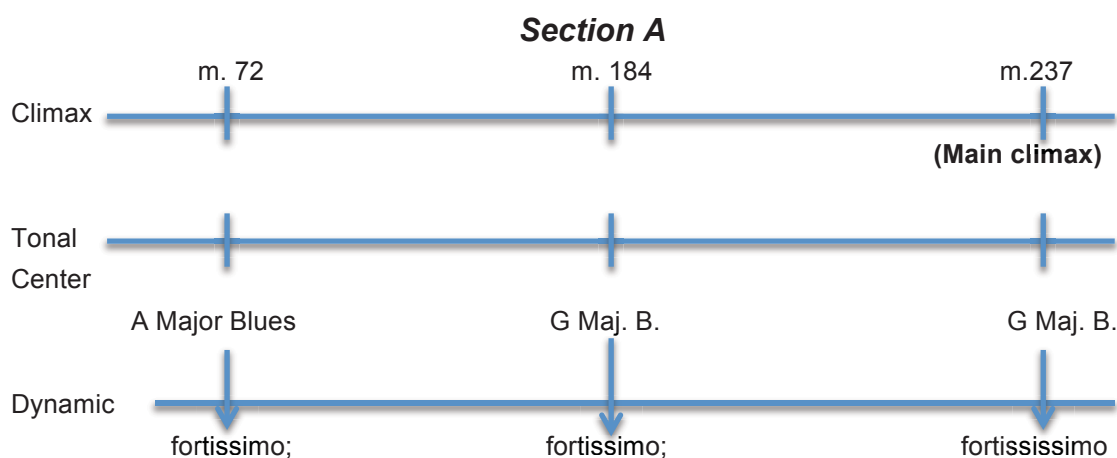 Section A
m. 72 m. 184 m.237
Climax
(Main climax)
Tonal
Center
A Major Blues G Maj. B. G Maj. B.
Dynamic
fortissimo; fortissimo; fortississimo